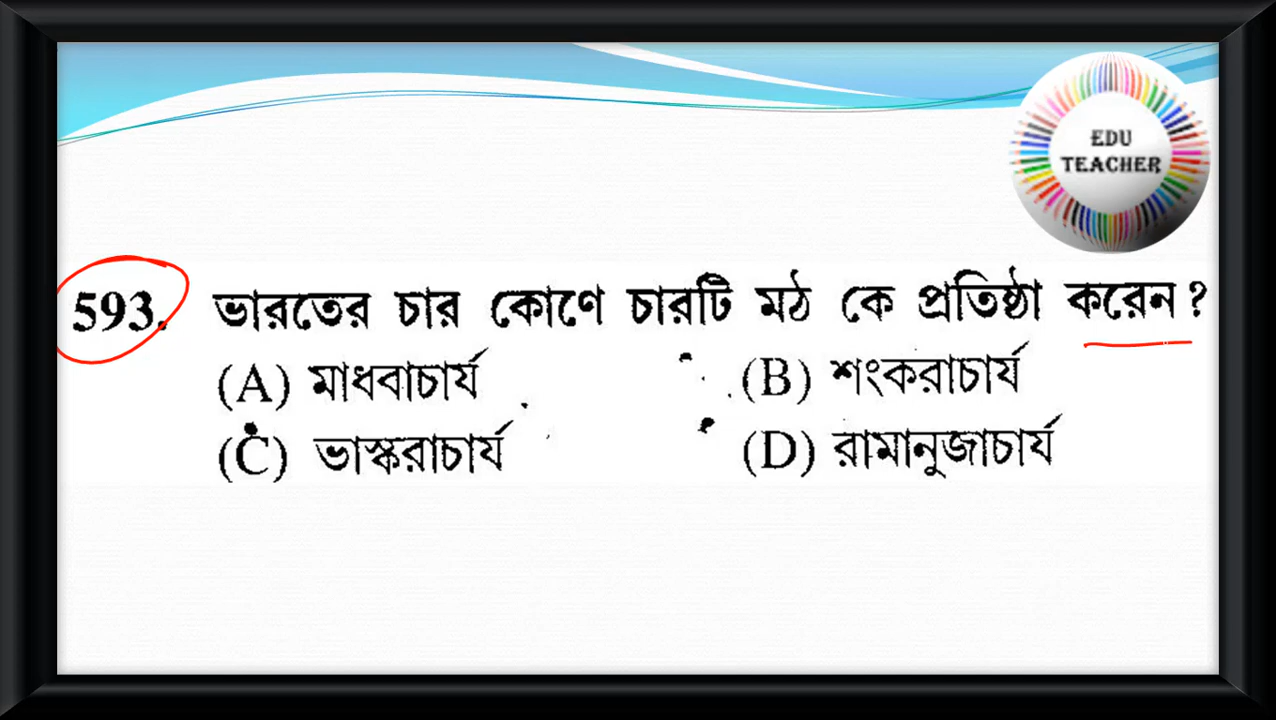 EDU
TEACHER
593. ভারতের চার কোণে চারটি মঠ কে প্রতিষ্ঠা করেন?
(A) মাধবাচার্য (B) শংকরাচার্য
(C) ভাস্করাচার্য (D) রামানুজাচার্য